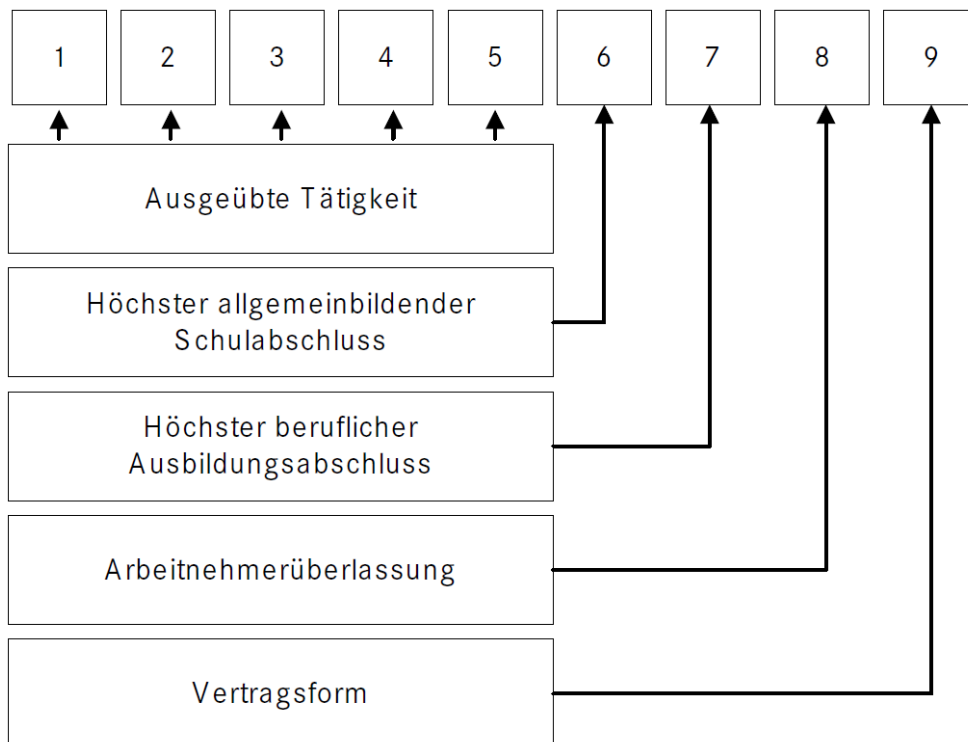 1 2 3 4 5 6 7 8 9
Ausgeübte Tätigkeit
Höchster allgemeinbildender
Schulabschluss
Höchster beruflicher
Ausbildungsabschluss
Arbeitnehmerüberlassung
Vertragsform